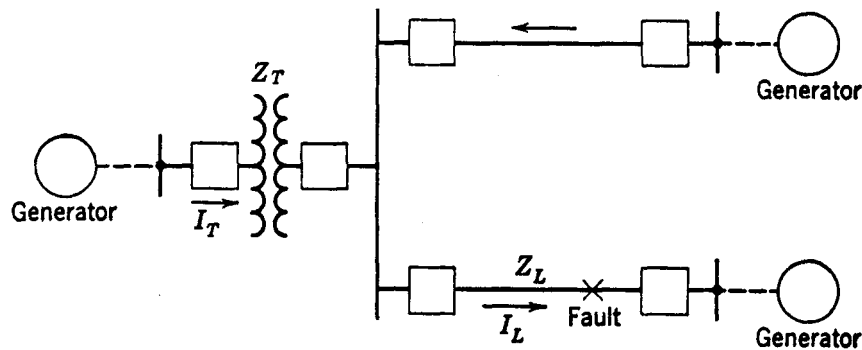 Generator
Z_T
Generator
I_T
Z_L
I_L
Fault
Generator